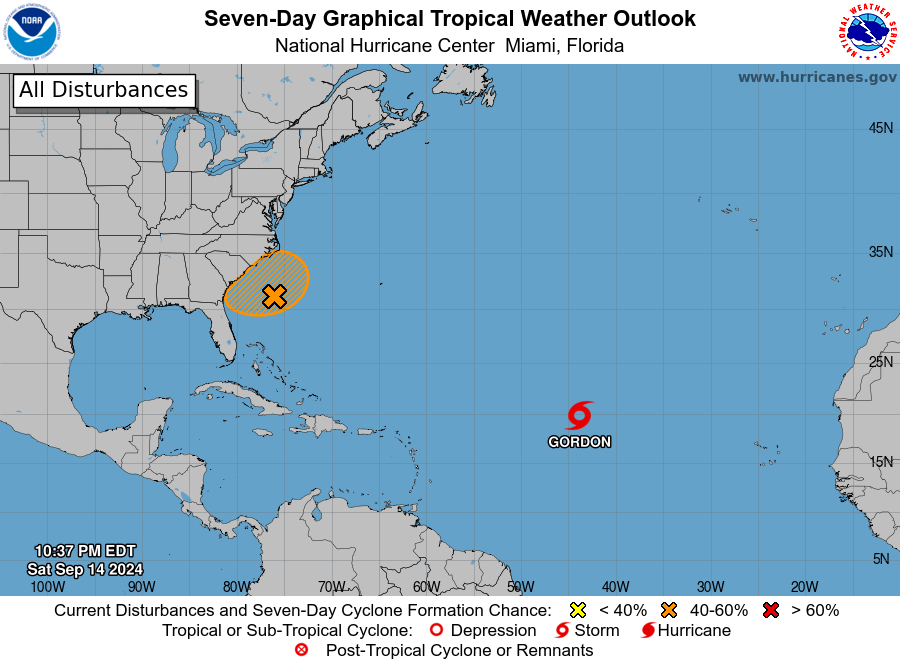 Seven-Day Graphical Tropical Weather Outlook
National Hurricane Center  Miami, Florida
NOAA
NATIONAL WEATHER SERVICE
www.hurricanes.gov
All Disturbances
45N
35N
25N
GORDON
15N
10:37 PM EDT
Sat Sep 14 2024
5N
100W 90W 80W 70W 60W 50W 40W 30W 20W
Current Disturbances and Seven-Day Cyclone Formation Chance: < 40% 40-60% > 60%
Tropical or Sub-Tropical Cyclone: Depression Storm Hurricane
Post-Tropical Cyclone or Remnants